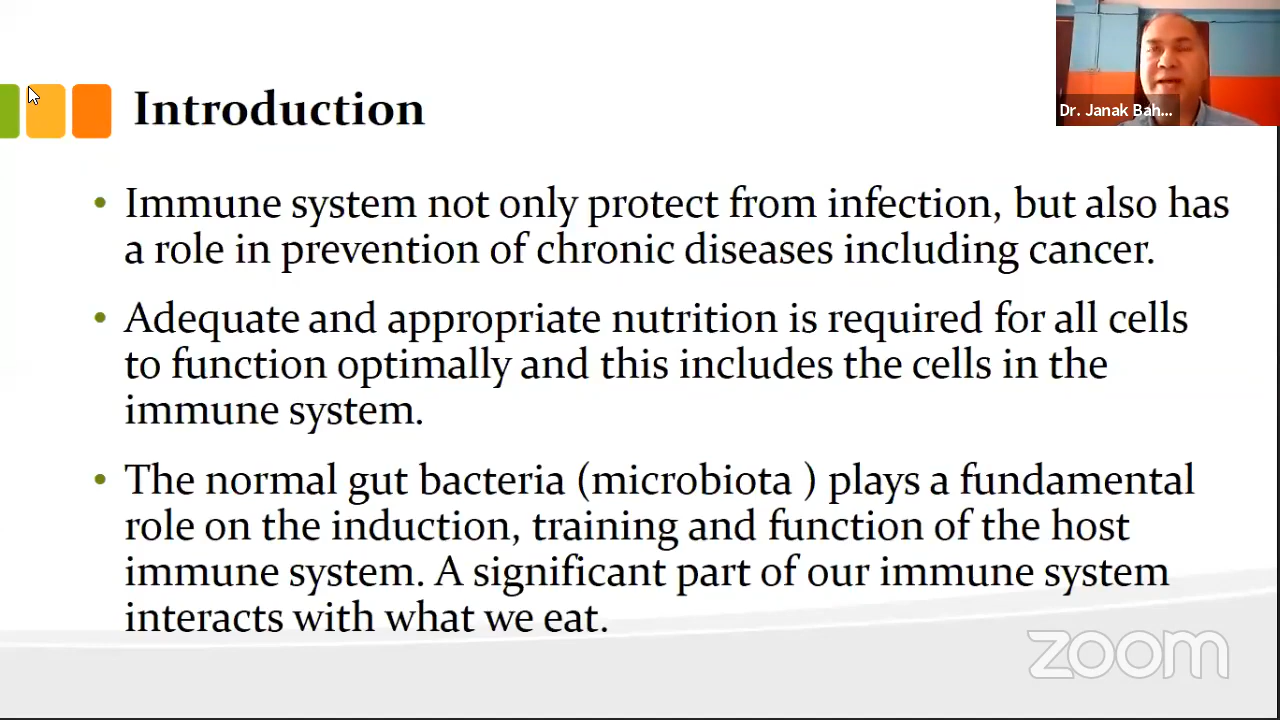 Introduction
Dr. Janak Bah...
• Immune system not only protect from infection, but also has
a role in prevention of chronic diseases including cancer.
• Adequate and appropriate nutrition is required for all cells
to function optimally and this includes the cells in the
immune system.
• The normal gut bacteria (microbiota ) plays a fundamental
role on the induction, training and function of the host
immune system. A significant part of our immune system
interacts with what we eat.
zoom